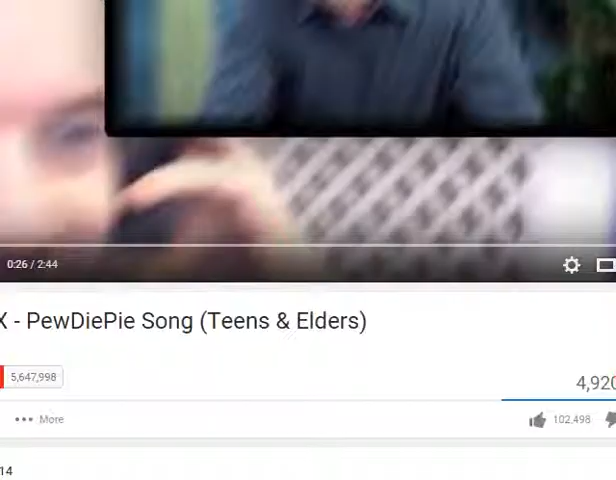 0:26 / 2:44
X - PewDiePie Song (Teens & Elders)
5,647,998
4,920
More
102,498
14